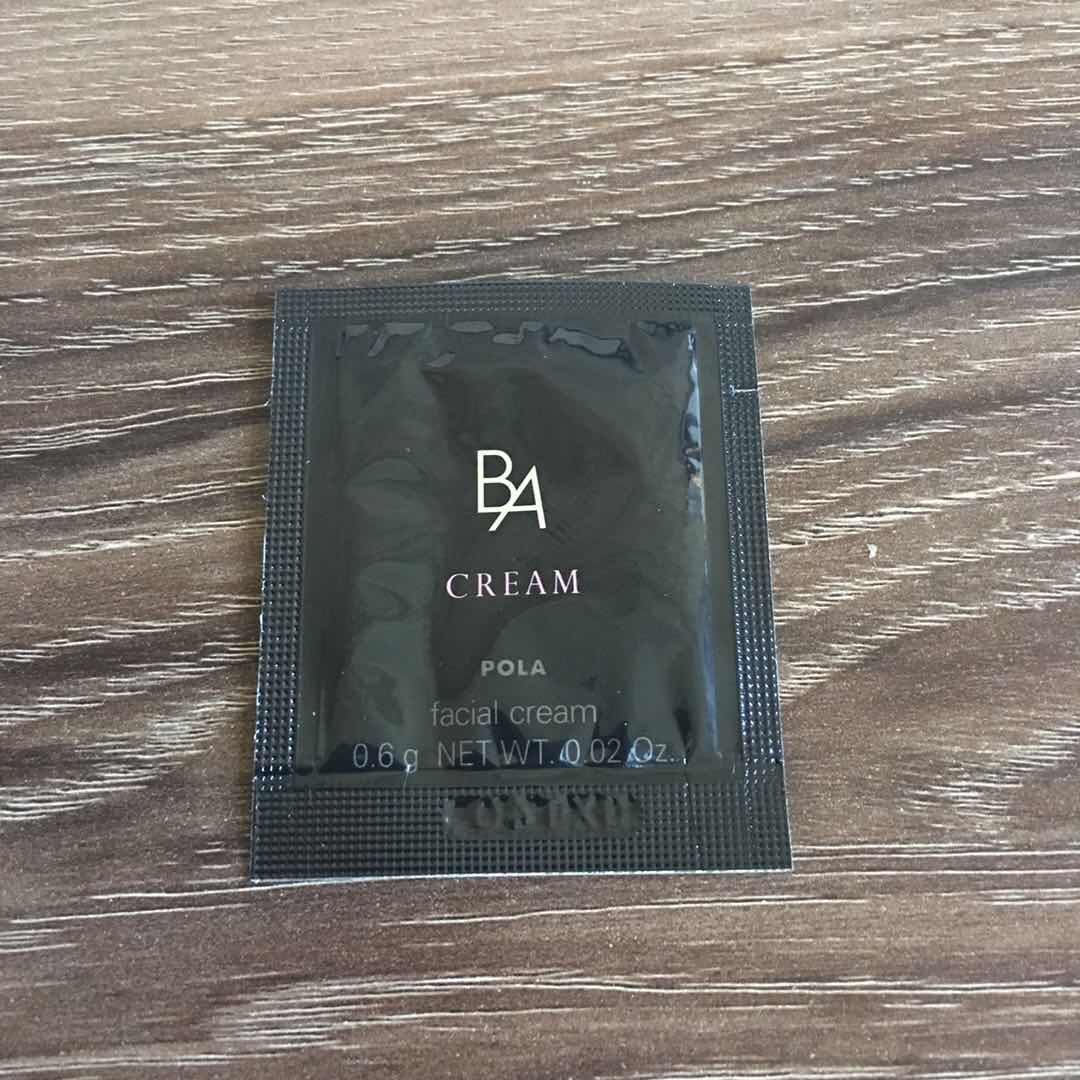 BA
CREAM
POLA
facial cream
0.6 g NET WT. 0.02 Oz.